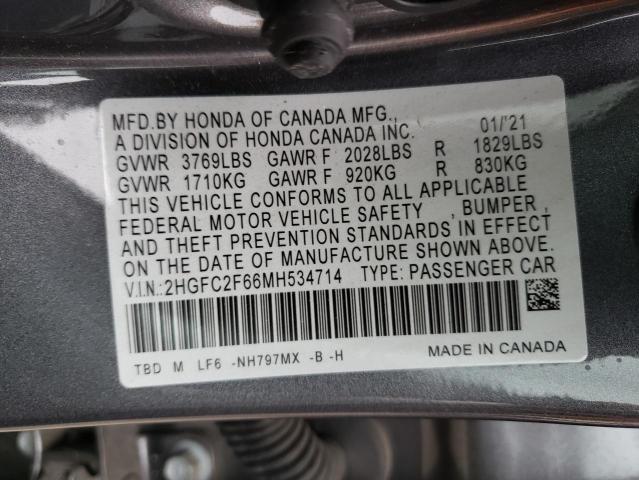 MFD.BY HONDA OF CANADA MFG., 01/'21
A DIVISION OF HONDA CANADA INC.
GVWR 3769LBS GAWR F 2028LBS R 1829LBS
GVWR 1710KG GAWR F 920KG R 830KG
THIS VEHICLE CONFORMS TO ALL APPLICABLE
FEDERAL MOTOR VEHICLE SAFETY , BUMPER,
AND THEFT PREVENTION STANDARDS IN EFFECT
ON THE DATE OF MANUFACTURE SHOWN ABOVE.
V.I.N.:2HGFC2F66MH534714 TYPE: PASSENGER CAR
TBD M LF6 -NH797MX -B -H MADE IN CANADA